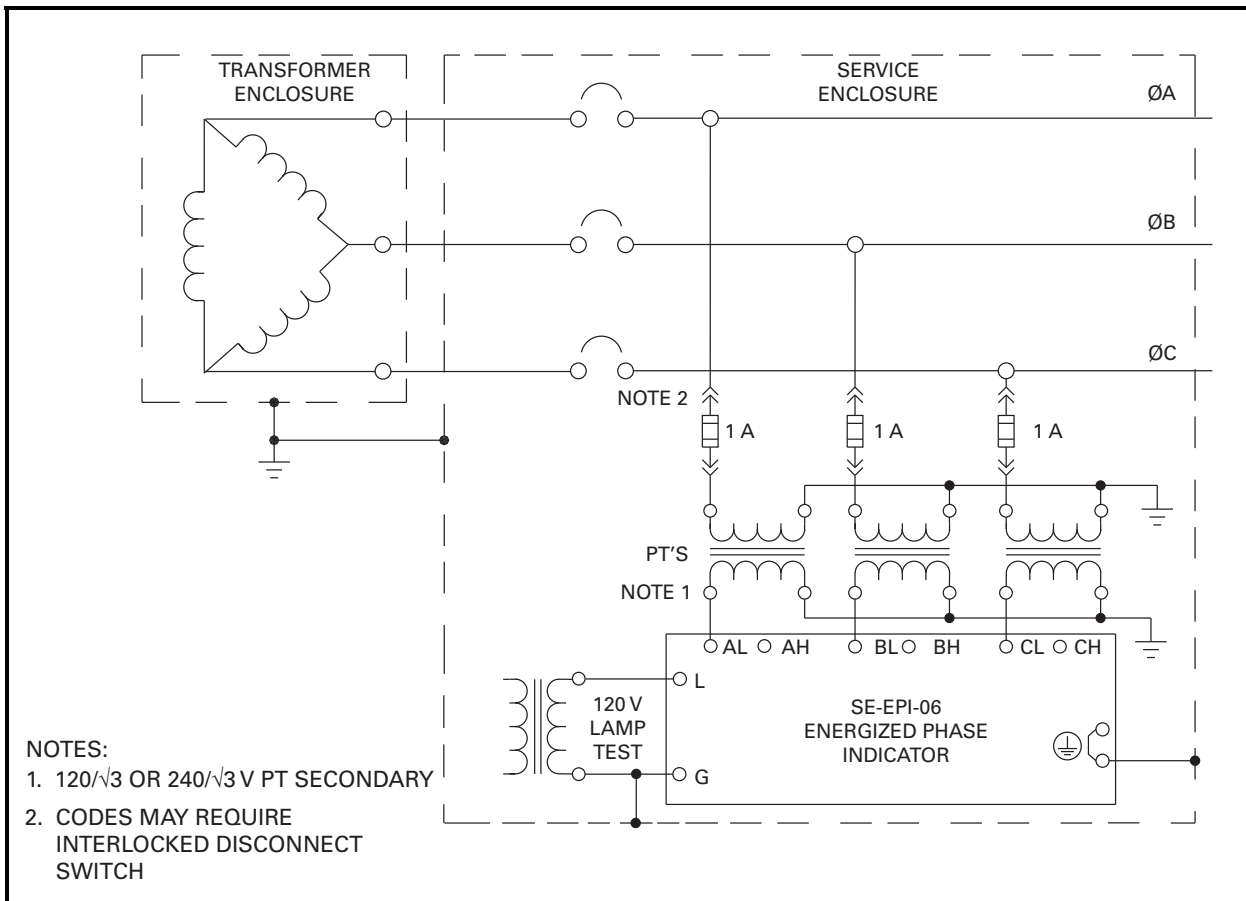 TRANSFORMER
ENCLOSURE
SERVICE
ENCLOSURE
ØA
ØB
ØC
NOTE 2
1 A
1 A
1 A
PT'S
NOTE 1
AL
AH
BL
BH
CL
CH
L
120 V
LAMP
TEST
G
SE-EPI-06
ENERGIZED PHASE
INDICATOR
NOTES:
1. 120/√3 OR 240/√3 V PT SECONDARY
2. CODES MAY REQUIRE
INTERLOCKED DISCONNECT
SWITCH